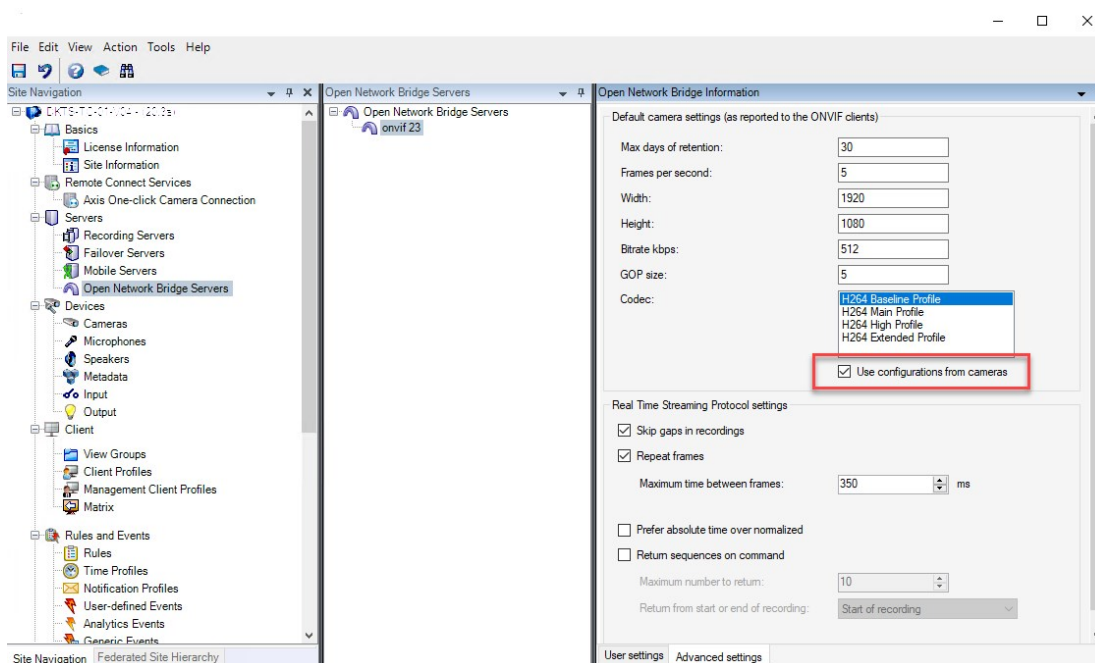 File Edit View Action Tools Help
Site Navigation
Basics
License Information
Site Information
Remote Connect Services
Axis One-click Camera Connection
Servers
Recording Servers
Failover Servers
Mobile Servers
Open Network Bridge Servers
Devices
Cameras
Microphones
Speakers
Metadata
Input
Output
Client
View Groups
Client Profiles
Management Client Profiles
Matrix
Rules and Events
Rules
Time Profiles
Notification Profiles
User-defined Events
Analytics Events
Generic Events
Site Navigation Federated Site Hierarchy
Open Network Bridge Servers
Open Network Bridge Servers
onvif 23
Open Network Bridge Information
Default camera settings (as reported to the ONVIF clients)
Max days of retention: 30
Frames per second: 5
Width: 1920
Height: 1080
Bitrate kbps: 512
GOP size: 5
Codec: H264 Baseline Profile
H264 Main Profile
H264 High Profile
H264 Extended Profile
Use configurations from cameras
Real Time Streaming Protocol settings
Skip gaps in recordings
Repeat frames
Maximum time between frames: 350 ms
Prefer absolute time over normalized
Return sequences on command
Maximum number to return: 10
Return from start or end of recording: Start of recording
User settings Advanced settings